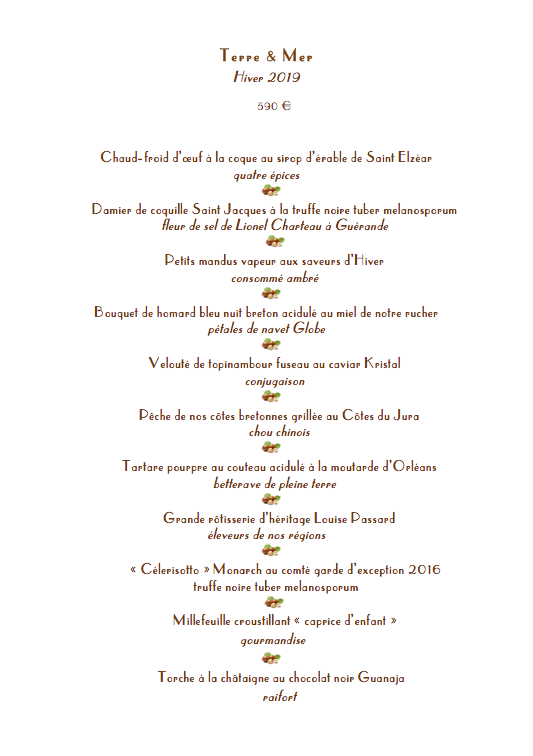 Terre & Mer
Hiver 2019
590 €
Chaud-froid d'œuf à la coque au sirop d'érable de Saint Elzéar
quatre épices
Damier de coquille Saint Jacques à la truffe noire tuber melanosporum
fleur de sel de Lionel Charteau à Guérande
Petits mandus vapeur aux saveurs d'Hiver
consommé ambré
Bouquet de homard bleu nuit breton acidulé au miel de notre rucher
pétales de navet Globe
Velouté de topinambour fuseau au caviar Kristal
conjugaison
Pêche de nos côtes bretonnes grillée au Côtes du Jura
chou chinois
Tartare pourpre au couteau acidulé à la moutarde d'Orléans
betterave de pleine terre
Grande rôtisserie d'héritage Louise Passard
éleveurs de nos régions
« Célerisotto » Monarch au comté garde d'exception 2016
truffe noire tuber melanosporum
Millefeuille croustillant « caprice d'enfant »
gourmandise
Torche à la châtaigne au chocolat noir Guanaja
raifort